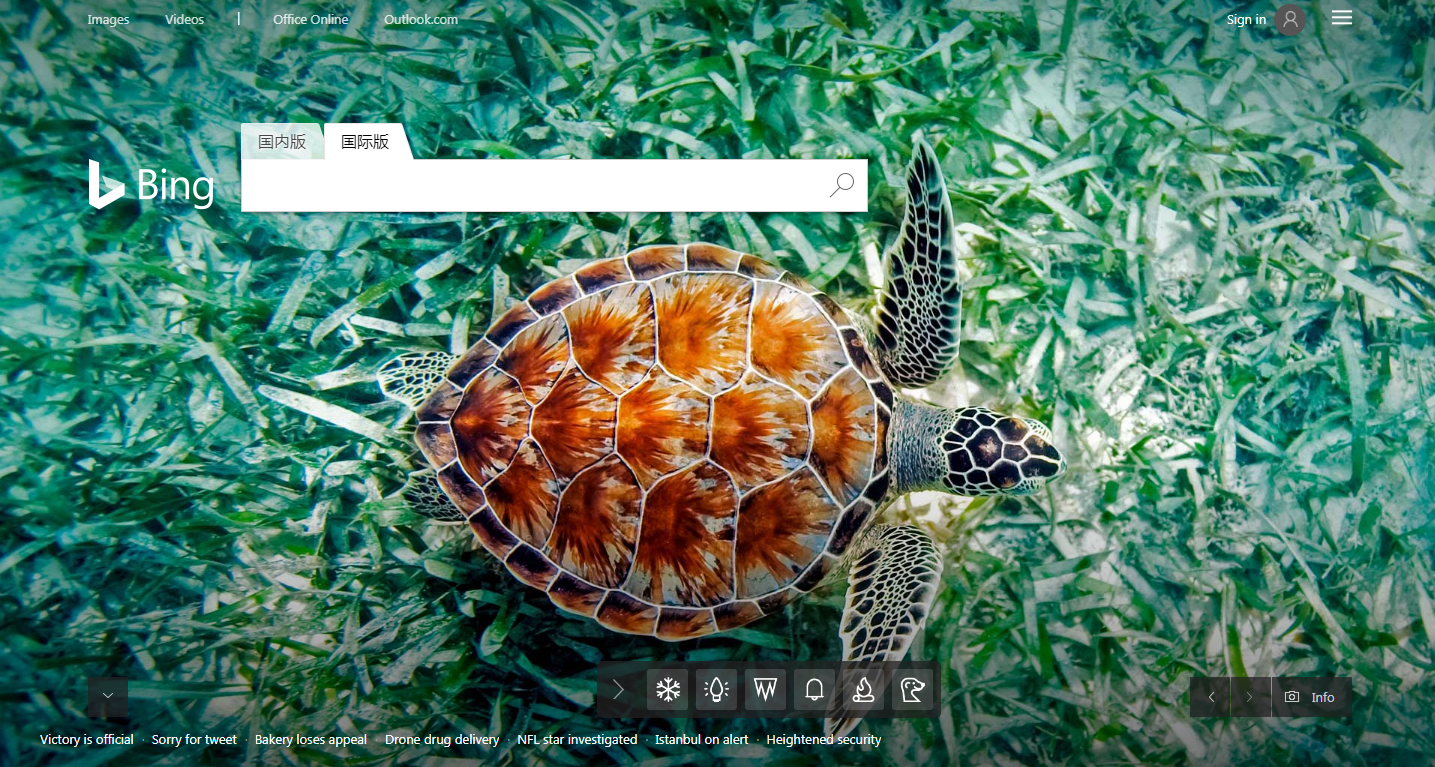 Images Videos | Office Online Outlook.com Sign in
国内版 国际版
Bing
Info
Victory is official · Sorry for tweet · Bakery loses appeal · Drone drug delivery · NFL star investigated · Istanbul on alert · Heightened security